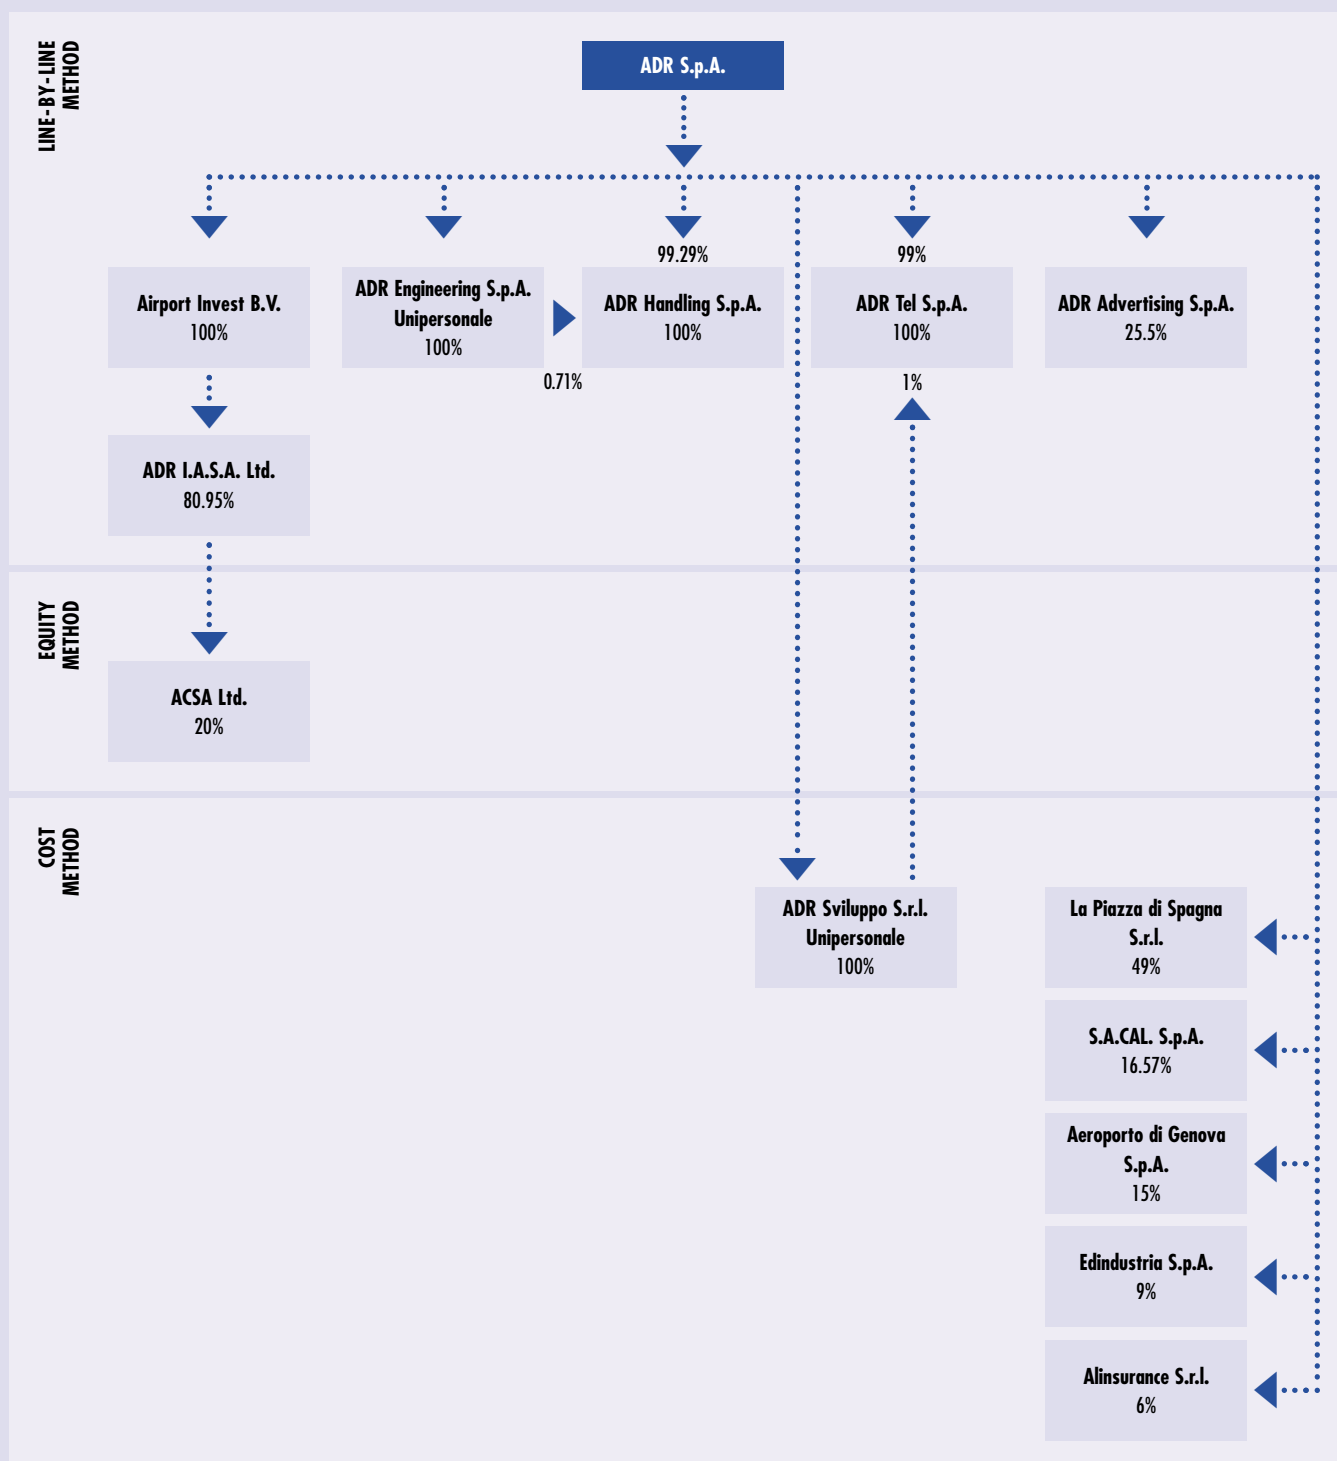 LINE-BY-LINE
METHOD
ADR S.p.A.
99.29%
99%
Airport Invest B.V.
100%
ADR Engineering S.p.A.
Unipersonale
100%
ADR Handling S.p.A.
100%
ADR Tel S.p.A.
100%
ADR Advertising S.p.A.
25.5%
0.71%
1%
ADR I.A.S.A. Ltd.
80.95%
EQUITY
METHOD
ACSA Ltd.
20%
COST
METHOD
ADR Sviluppo S.r.l.
Unipersonale
100%
La Piazza di Spagna
S.r.l.
49%
S.A.CAL. S.p.A.
16.57%
Aeroporto di Genova
S.p.A.
15%
Edindustria S.p.A.
9%
Alinsurance S.r.l.
6%